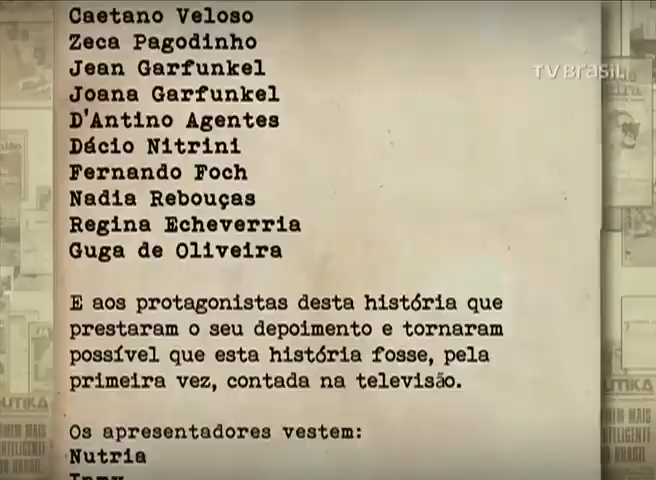 Caetano Veloso
Zeca Pagodinho
Jean Garfunkel
Joana Garfunkel
D'Antino Agentes
Dácio Nitrini
Fernando Foch
Nadia Rebouças
Regina Echeverria
Guga de Oliveira
E aos protagonistas desta história que
prestaram o seu depoimento e tornaram
possível que esta história fosse, pela
primeira vez, contada na televisão.
Os apresentadores vestem:
Nutria
TV BRASIL